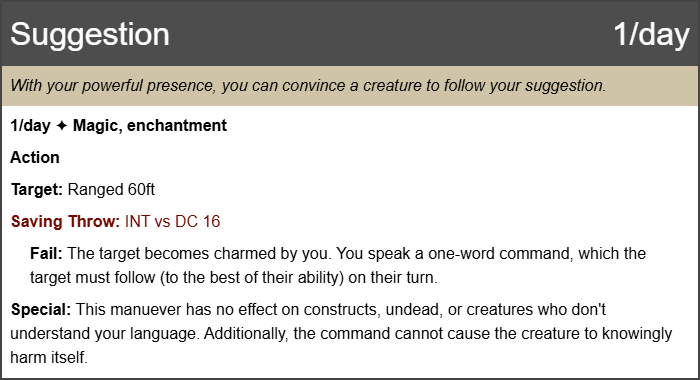 Suggestion 1/day
With your powerful presence, you can convince a creature to follow your suggestion.
1/day ✦ Magic, enchantment
Action
Target: Ranged 60ft
Saving Throw: INT vs DC 16
Fail: The target becomes charmed by you. You speak a one-word command, which the
target must follow (to the best of their ability) on their turn.
Special: This manuever has no effect on constructs, undead, or creatures who don't
understand your language. Additionally, the command cannot cause the creature to knowingly
harm itself.